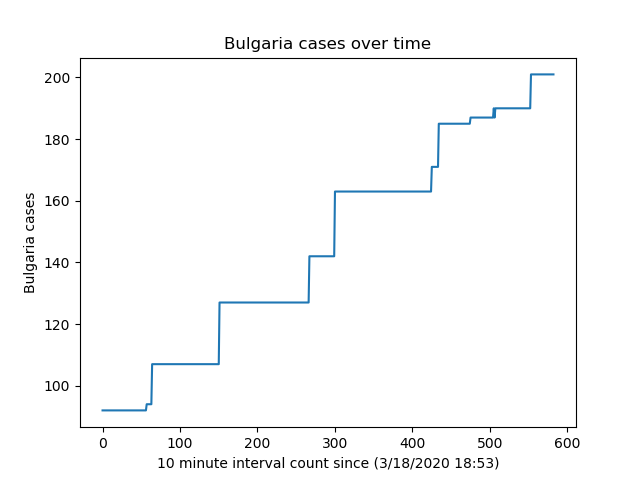 Bulgaria cases over time
200
180
160
140
120
100
Bulgaria cases
0 100 200 300 400 500 600
10 minute interval count since (3/18/2020 18:53)